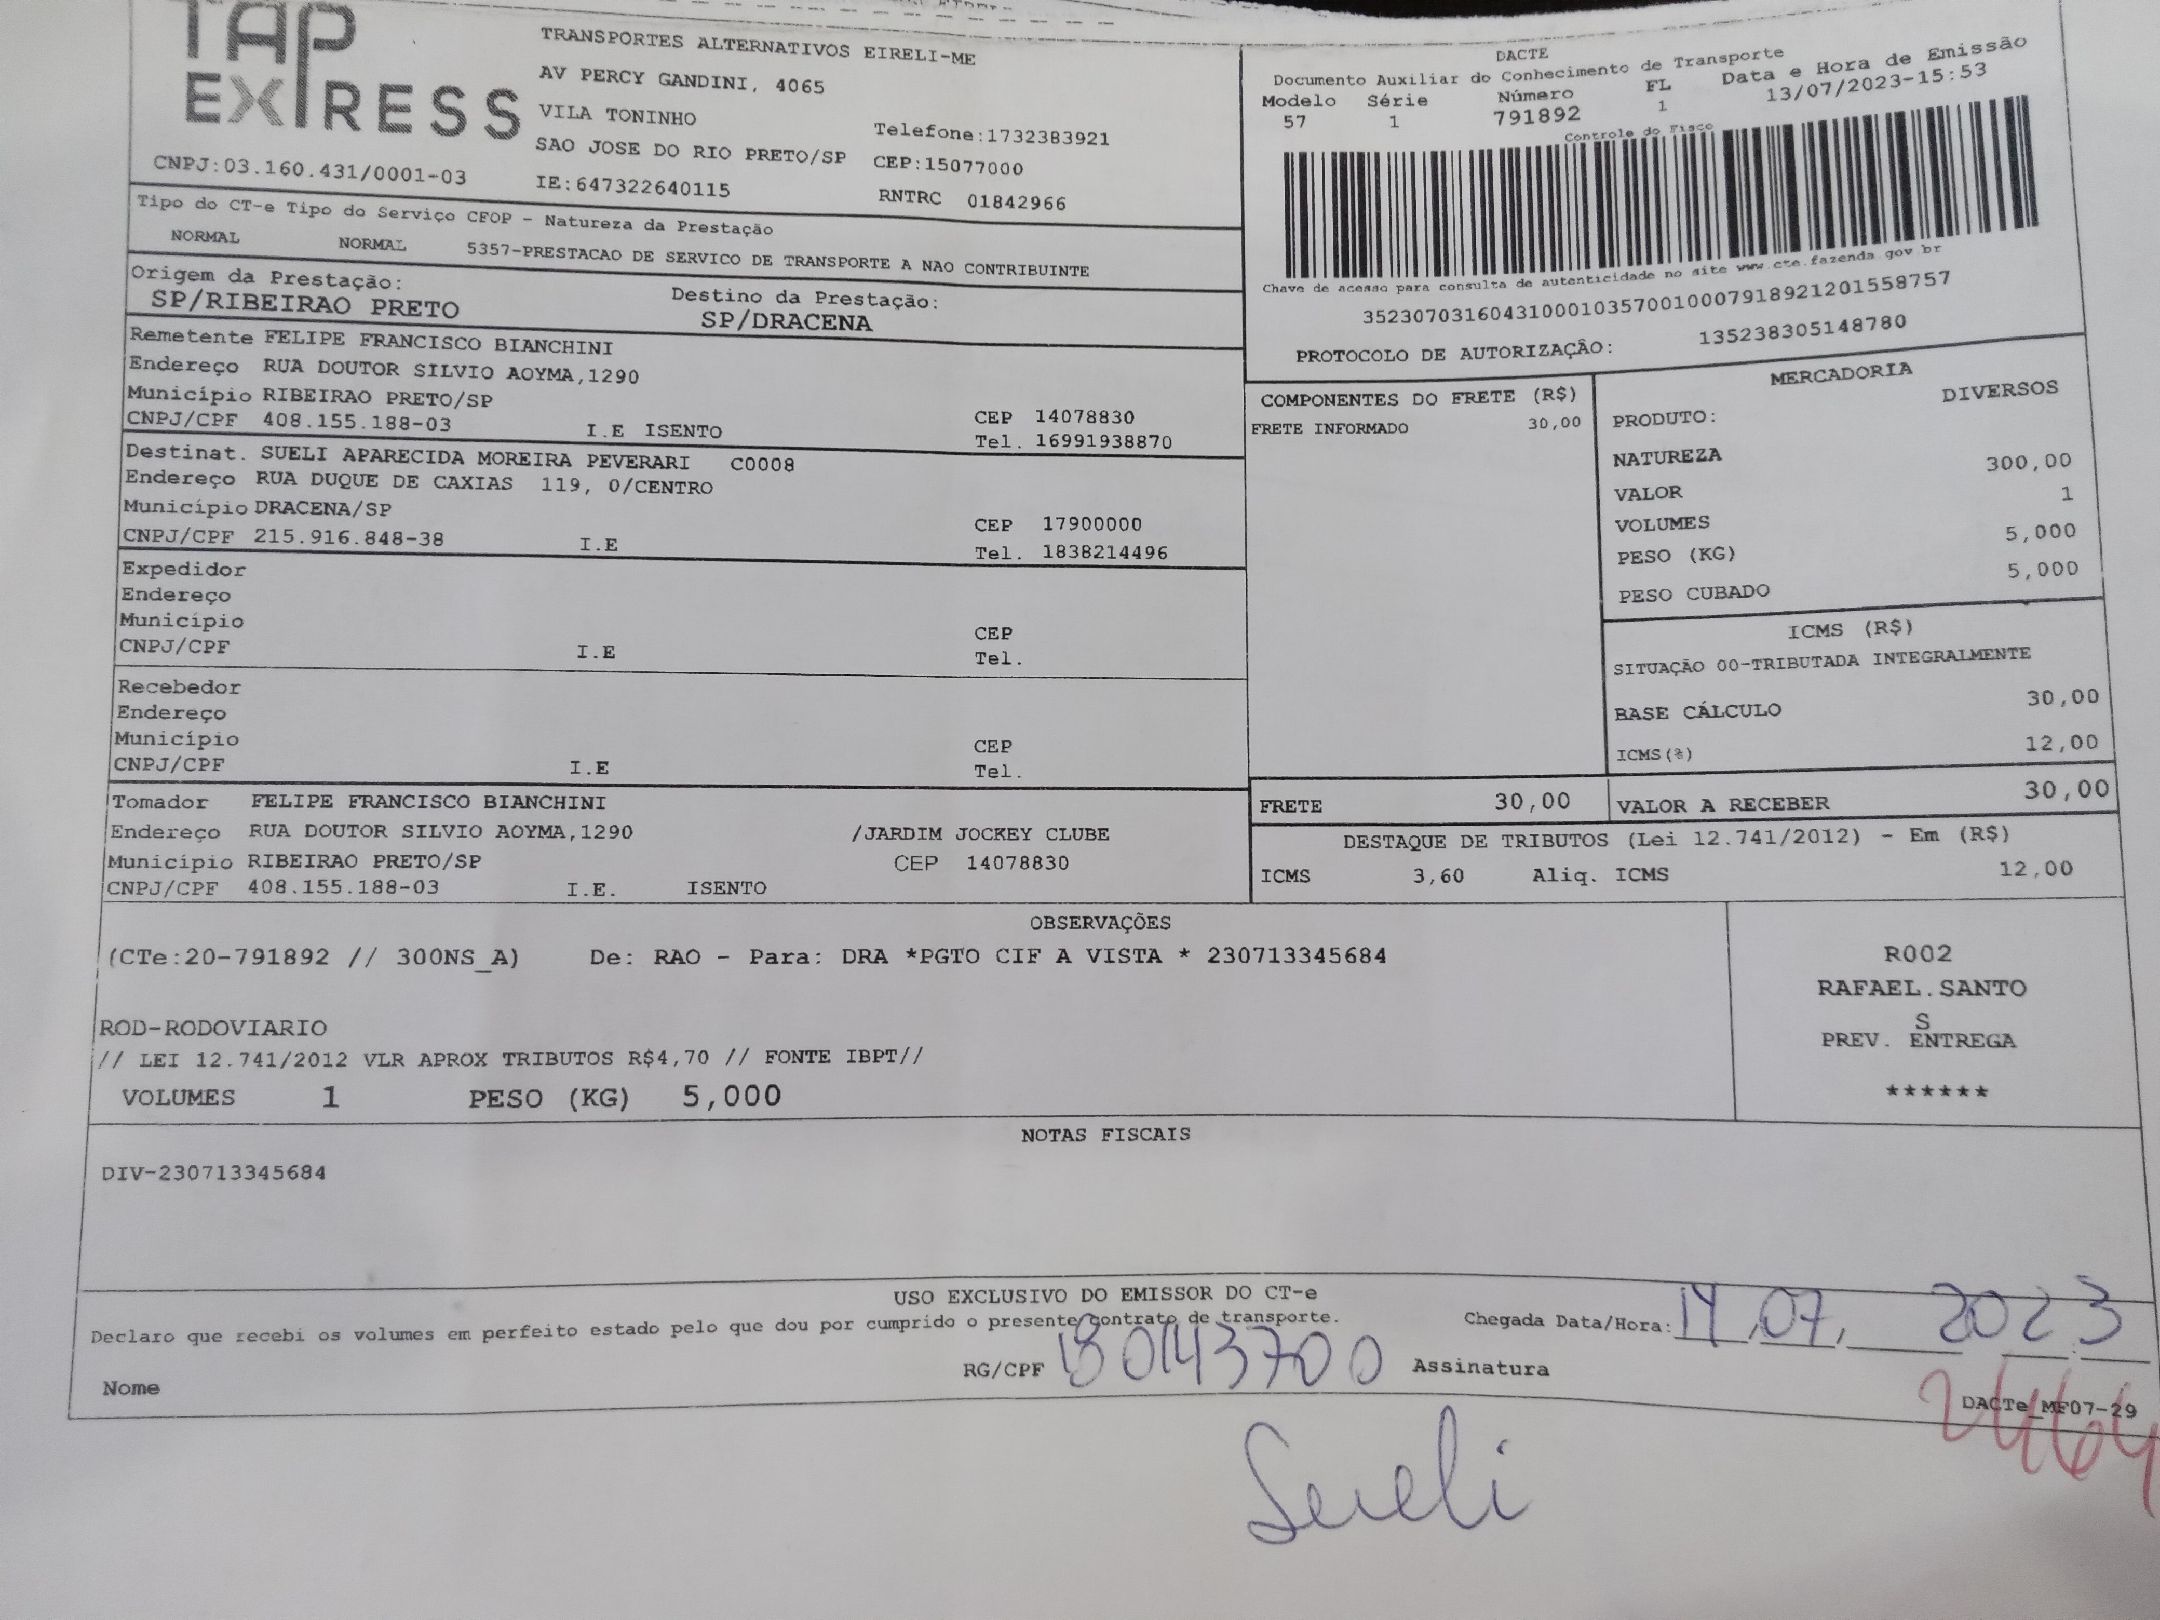 TAP
EXPRESS
CNPJ:03.160.431/0001-03
TRANSPORTES ALTERNATIVOS EIRELI-ME
AV PERCY GANDINI, 4065
VILA TONINHO
SAO JOSE DO RIO PRETO/SP
IE:647322640115
Telefone:1732383921
CEP:15077000
RNTRC 01842966
DACTE
Documento Auxiliar do Conhecimento de Transporte
Modelo Série Número FL Data e Hora de Emissão
57 1 791892 1 13/07/2023-15:53
Controle do Fisco
Chave de acesso para consulta de autenticidade no site www.cte.fazenda gov br
35230703160431000103570010007918921201558757
PROTOCOLO DE AUTORIZAÇÂO: 135238305148780
Tipo do CT-e Tipo do Serviço CFOP - Natureza da Prestação
NORMAL NORMAL 5357-PRESTACAO DE SERVICO DE TRANSPORTE A NAO CONTRIBUINTE
Origem da Prestação: Destino da Prestação:
SP/RIBEIRAO PRETO SP/DRACENA
Remetente FELIPE FRANCISCO BIANCHINI
Endereço RUA DOUTOR SILVIO AOYMA,1290
Município RIBEIRAO PRETO/SP CEP 14078830
CNPJ/CPF 408.155.188-03 I.E ISENTO Tel. 16991938870
Destinat. SUELI APARECIDA MOREIRA PEVERARI C0008
Endereço RUA DUQUE DE CAXIAS 119, 0/CENTRO
Município DRACENA/SP CEP 17900000
CNPJ/CPF 215.916.848-38 I.E Tel. 1838214496
Expedidor
Endereço
Município CEP
CNPJ/CPF I.E Tel.
Recebedor
Endereço
Município CEP
CNPJ/CPF I.E Tel.
Tomador FELIPE FRANCISCO BIANCHINI
Endereço RUA DOUTOR SILVIO AOYMA,1290 /JARDIM JOCKEY CLUBE
Município RIBEIRAO PRETO/SP CEP 14078830
CNPJ/CPF 408.155.188-03 I.E. ISENTO
COMPONENTES DO FRETE (R$)
FRETE INFORMADO 30,00
MERCADORIA
PRODUTO: DIVERSOS
NATUREZA
VALOR 300,00
VOLUMES 1
PESO (KG) 5,000
PESO CUBADO 5,000
ICMS (R$)
SITUAÇÃO 00-TRIBUTADA INTEGRALMENTE
BASE CÁLCULO 30,00
ICMS(%) 12,00
FRETE 30,00 VALOR A RECEBER 30,00
DESTAQUE DE TRIBUTOS (Lei 12.741/2012) - Em (R$)
ICMS 3,60 Aliq. ICMS 12,00
OBSERVAÇÕES
(CTe:20-791892 // 300NS_A) De: RAO - Para: DRA *PGTO CIF A VISTA * 230713345684
ROD-RODOVIARIO
// LEI 12.741/2012 VLR APROX TRIBUTOS R$4,70 // FONTE IBPT//
VOLUMES 1 PESO (KG) 5,000
R002
RAFAEL.SANTO
S
PREV. ENTREGA
******
NOTAS FISCAIS
DIV-230713345684
USO EXCLUSIVO DO EMISSOR DO CT-e
Declaro que recebi os volumes em perfeito estado pelo que dou por cumprido o presente contrato de transporte.
Chegada Data/Hora: 14,07, 2023
Nome RG/CPF 180143700 Assinatura
DACTe_MF07-29
Sueli